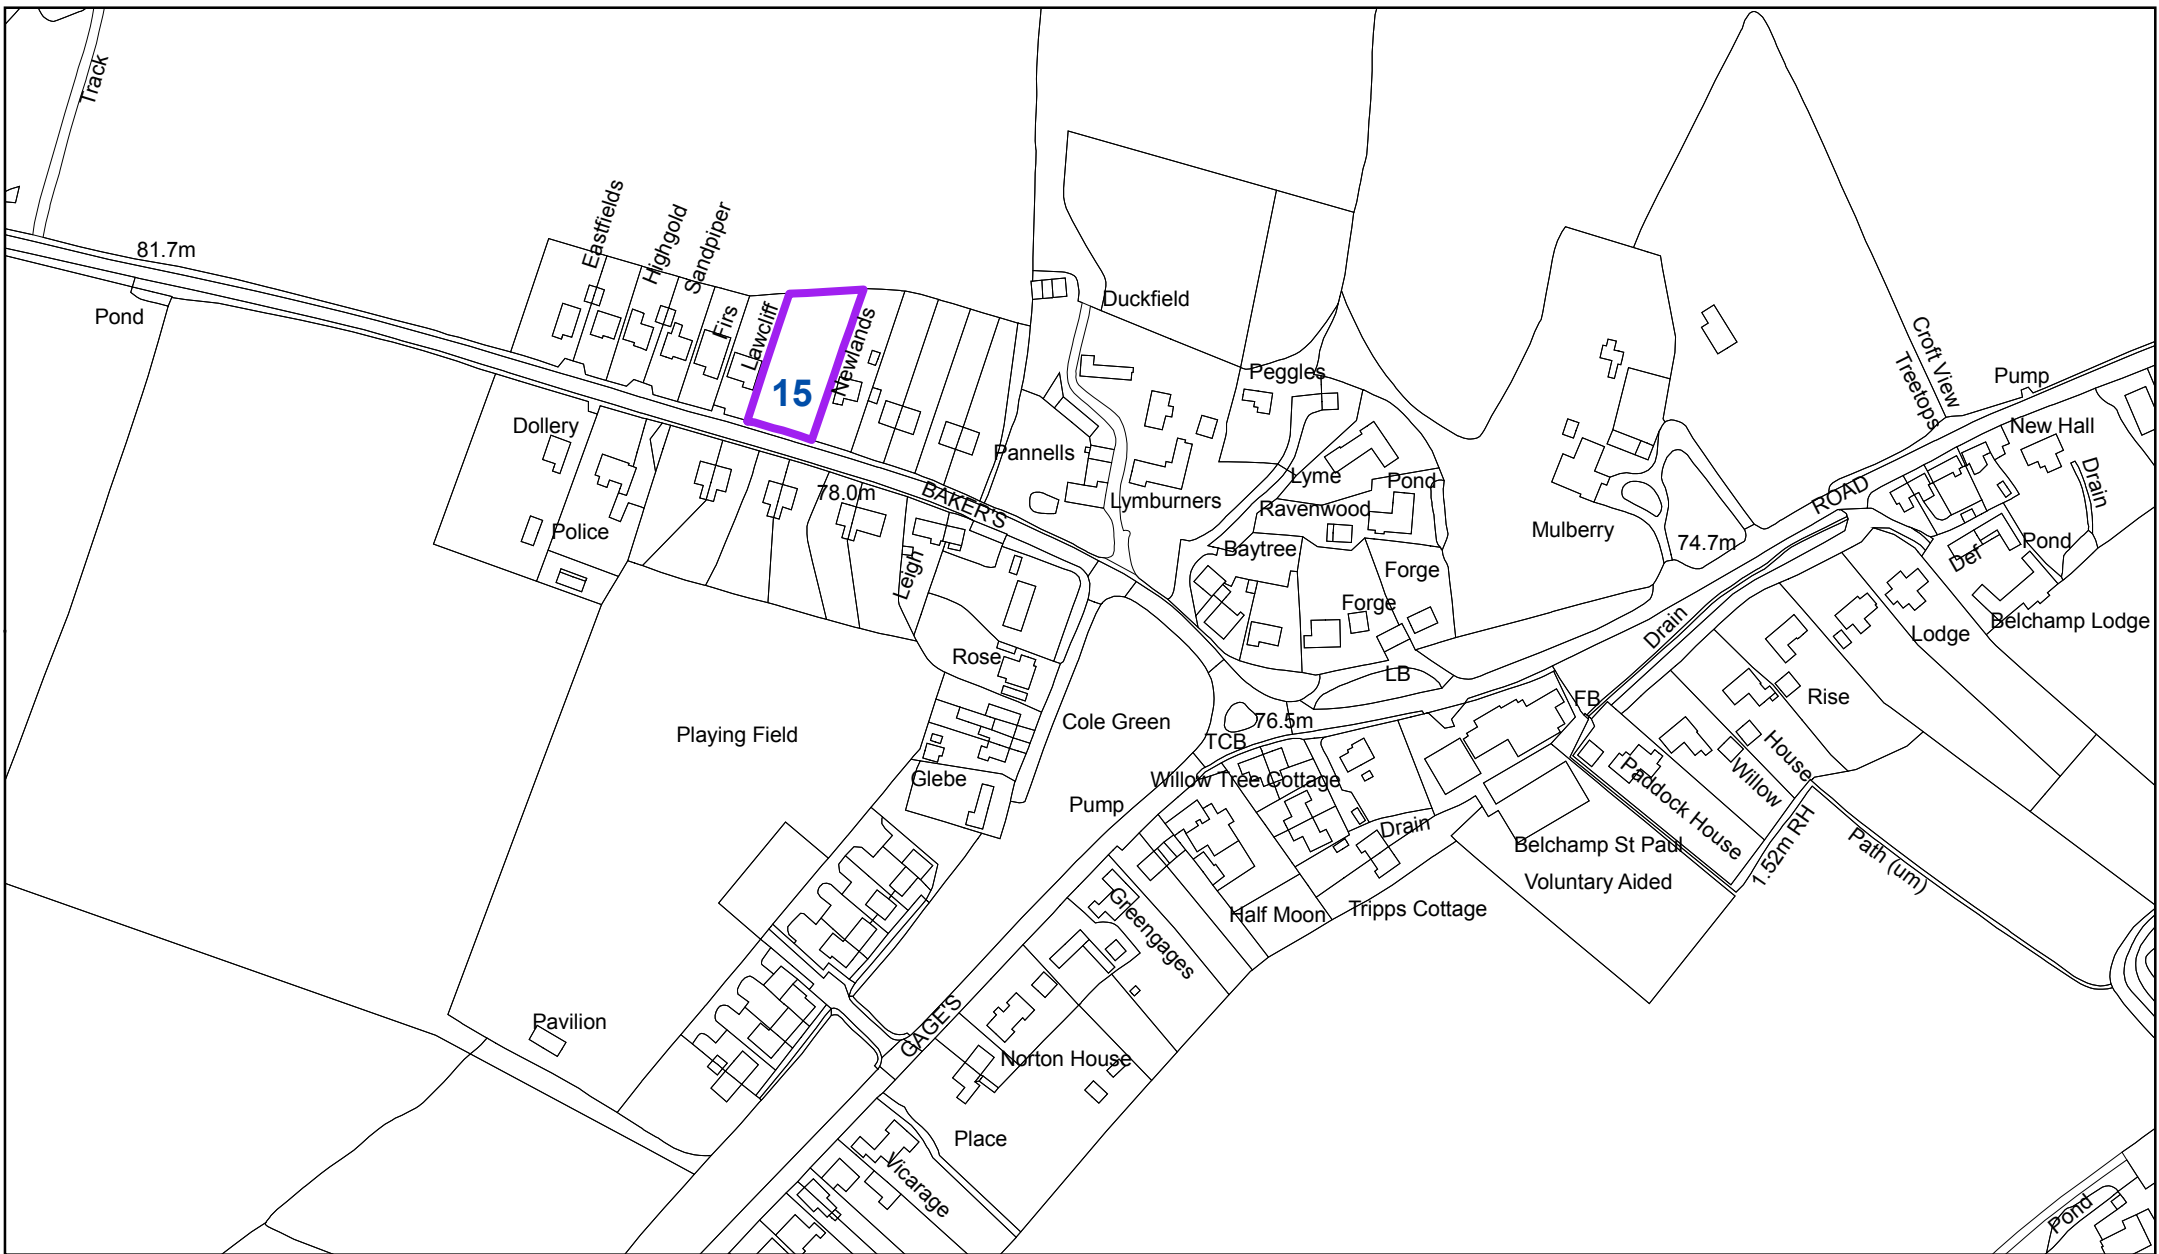 Track
81.7m
Pond
Eastfields
Highgold
Sandpiper
Firs
Lawcliff
15
Newlands
Duckfield
Peggles
Croft View
Treetops
Pump
New Hall
Drain
Dollery
Police
78.0m
BAKER'S
Pannells
Lymburners
Lyme
Pond
Ravenwood
Baytree
Forge
Forge
Mulberry
74.7m
ROAD
Def
Pond
Belchamp Lodge
Lodge
Leigh
Rose
Drain
LB
FB
Rise
Playing Field
Cole Green
76.5m
TCB
Willow Tree Cottage
Glebe
Pump
House
Willow
Paddock House
Drain
Belchamp St Paul
Voluntary Aided
1.52m RH
Path (um)
Half Moon
Tripps Cottage
Greengages
Pavilion
GAGE'S
Norton House
Place
Vicarage
Pond